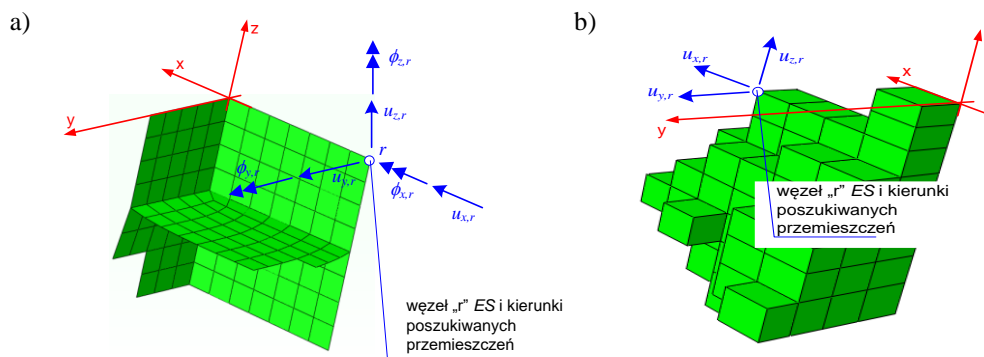 a)
z
x
y
ϕz,r
uz,r
r
ϕy,r
uy,r
ϕx,r
ux,r
węzeł „r” ES i kierunki
poszukiwanych
przemieszczeń
b)
ux,r
uz,r
uy,r
x
y
węzeł „r” ES i kierunki
poszukiwanych
przemieszczeń